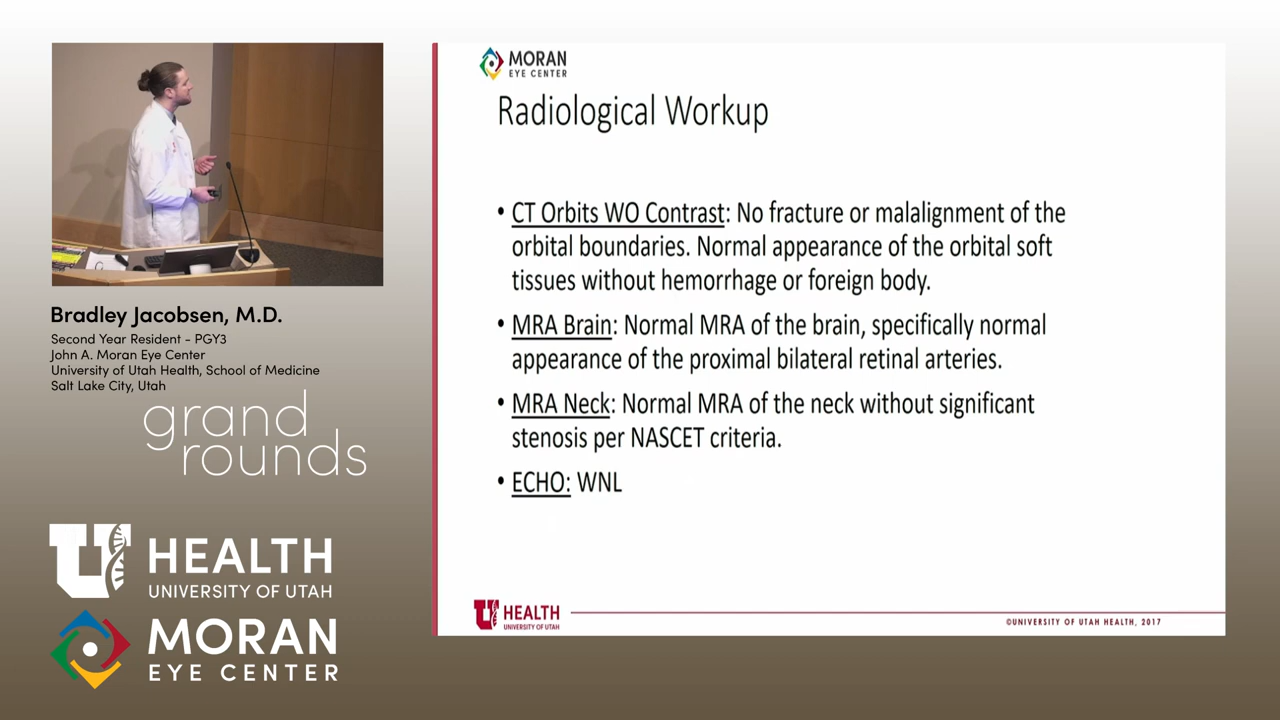 Bradley Jacobsen, M.D.
Second Year Resident - PGY3
John A. Moran Eye Center
University of Utah Health, School of Medicine
Salt Lake City, Utah
grand
rounds
U HEALTH
UNIVERSITY OF UTAH
MORAN
EYE CENTER
MORAN
EYE CENTER
Radiological Workup
• CT Orbits WO Contrast: No fracture or malalignment of the
orbital boundaries. Normal appearance of the orbital soft
tissues without hemorrhage or foreign body.
• MRA Brain: Normal MRA of the brain, specifically normal
appearance of the proximal bilateral retinal arteries.
• MRA Neck: Normal MRA of the neck without significant
stenosis per NASCET criteria.
• ECHO: WNL
U HEALTH
UNIVERSITY OF UTAH
©UNIVERSITY OF UTAH HEALTH, 2017